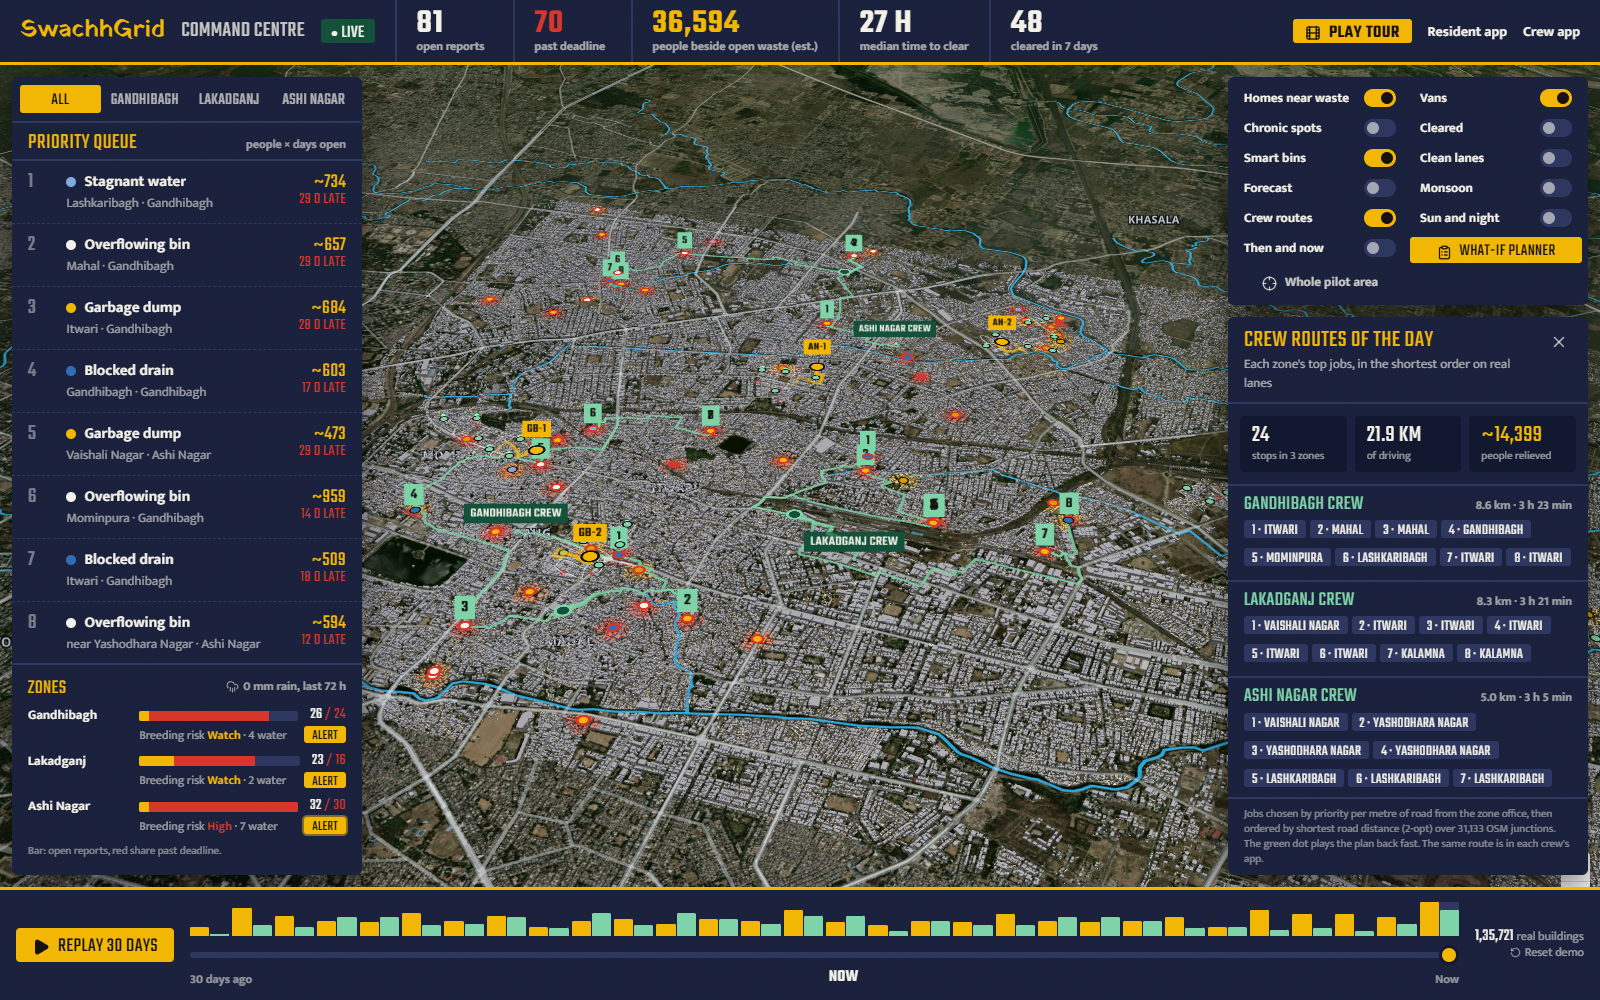 SwachhGrid COMMAND CENTRE LIVE
81 open reports
70 past deadline
36,594 people beside open waste (est.)
27 H median time to clear
48 cleared in 7 days
PLAY TOUR Resident app Crew app
ALL GANDHIBAGH LAKADGANJ ASHI NAGAR
PRIORITY QUEUE people × days open
1 Stagnant water ~734
Lashkaribagh · Gandhibagh 29 D LATE
2 Overflowing bin ~657
Mahal · Gandhibagh 29 D LATE
3 Garbage dump ~684
Itwari · Gandhibagh 28 D LATE
4 Blocked drain ~603
Gandhibagh · Gandhibagh 17 D LATE
5 Garbage dump ~473
Vaishali Nagar · Ashi Nagar 29 D LATE
6 Overflowing bin ~959
Mominpura · Gandhibagh 14 D LATE
7 Blocked drain ~509
Itwari · Gandhibagh 18 D LATE
8 Overflowing bin ~594
near Yashodhara Nagar · Ashi Nagar 12 D LATE
ZONES 0 mm rain, last 72 h
Gandhibagh 26 / 24
Breeding risk Watch · 4 water ALERT
Lakadganj 23 / 16
Breeding risk Watch · 2 water ALERT
Ashi Nagar 32 / 30
Breeding risk High · 7 water ALERT
Bar: open reports, red share past deadline.
KHASALA
5
4
6
7
1
ASHI NAGAR CREW
AN-2
AN-1
6
8
GB-1
1
4
GANDHIBAGH CREW
8
GB-2
1
7
LAKADGANJ CREW
3
2
Homes near waste Vans
Chronic spots Cleared
Smart bins Clean lanes
Forecast Monsoon
Crew routes Sun and night
Then and now WHAT-IF PLANNER
Whole pilot area
CREW ROUTES OF THE DAY
Each zone's top jobs, in the shortest order on real
lanes
24 21.9 KM ~14,399
stops in 3 zones of driving people relieved
GANDHIBAGH CREW 8.6 km · 3 h 23 min
1 · ITWARI 2 · MAHAL 3 · MAHAL 4 · GANDHIBAGH
5 · MOMINPURA 6 · LASHKARIBAGH 7 · ITWARI 8 · ITWARI
LAKADGANJ CREW 8.3 km · 3 h 21 min
1 · VAISHALI NAGAR 2 · ITWARI 3 · ITWARI 4 · ITWARI
5 · ITWARI 6 · ITWARI 7 · KALAMNA 8 · KALAMNA
ASHI NAGAR CREW 5.0 km · 3 h 5 min
1 · VAISHALI NAGAR 2 · YASHODHARA NAGAR
3 · YASHODHARA NAGAR 4 · YASHODHARA NAGAR
5 · LASHKARIBAGH 6 · LASHKARIBAGH 7 · LASHKARIBAGH
Jobs chosen by priority per metre of road from the zone office, then
ordered by shortest road distance (2-opt) over 31,133 OSM junctions.
The green dot plays the plan back fast. The same route is in each crew's
app.
REPLAY 30 DAYS
30 days ago NOW Now
1,35,721 real buildings
Reset demo